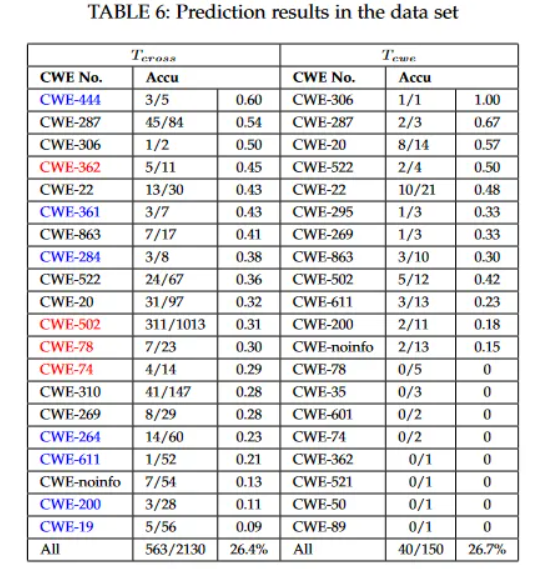 TABLE 6: Prediction results in the data set
T_cross T_cwe
CWE No. Accu CWE No. Accu
CWE-444 3/5 0.60 CWE-306 1/1 1.00
CWE-287 45/84 0.54 CWE-287 2/3 0.67
CWE-306 1/2 0.50 CWE-20 8/14 0.57
CWE-362 5/11 0.45 CWE-522 2/4 0.50
CWE-22 13/30 0.43 CWE-22 10/21 0.48
CWE-361 3/7 0.43 CWE-295 1/3 0.33
CWE-863 7/17 0.41 CWE-269 1/3 0.33
CWE-284 3/8 0.38 CWE-863 3/10 0.30
CWE-522 24/67 0.36 CWE-502 5/12 0.42
CWE-20 31/97 0.32 CWE-611 3/13 0.23
CWE-502 311/1013 0.31 CWE-200 2/11 0.18
CWE-78 7/23 0.30 CWE-noinfo 2/13 0.15
CWE-74 4/14 0.29 CWE-78 0/5 0
CWE-310 41/147 0.28 CWE-35 0/3 0
CWE-269 8/29 0.28 CWE-601 0/2 0
CWE-264 14/60 0.23 CWE-74 0/2 0
CWE-611 1/52 0.21 CWE-362 0/1 0
CWE-noinfo 7/54 0.13 CWE-521 0/1 0
CWE-200 3/28 0.11 CWE-50 0/1 0
CWE-19 5/56 0.09 CWE-89 0/1 0
All 563/2130 26.4% All 40/150 26.7%